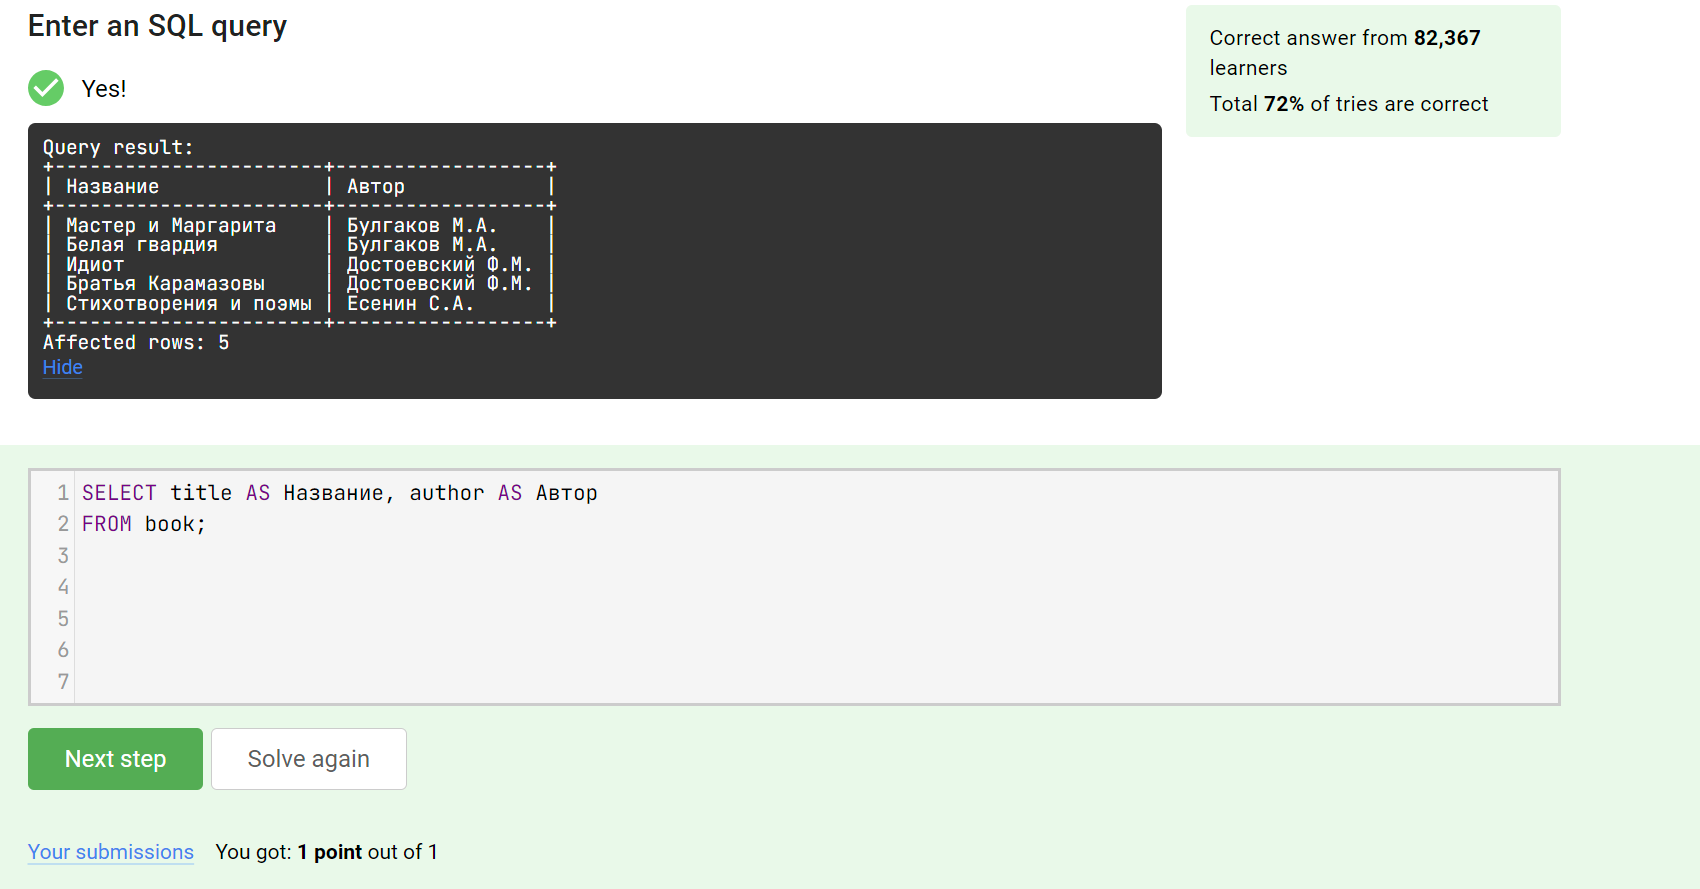 Enter an SQL query
Yes!
Query result:
+-----------------------+------------------+
| Название              | Автор            |
+-----------------------+------------------+
| Мастер и Маргарита    | Булгаков М.А.    |
| Белая гвардия         | Булгаков М.А.    |
| Идиот                 | Достоевский Ф.М. |
| Братья Карамазовы     | Достоевский Ф.М. |
| Стихотворения и поэмы | Есенин С.А.      |
+-----------------------+------------------+
Affected rows: 5
Hide
Correct answer from 82,367
learners
Total 72% of tries are correct
1 SELECT title AS Название, author AS Автор
2 FROM book;
3
4
5
6
7
Next step Solve again
Your submissions You got: 1 point out of 1